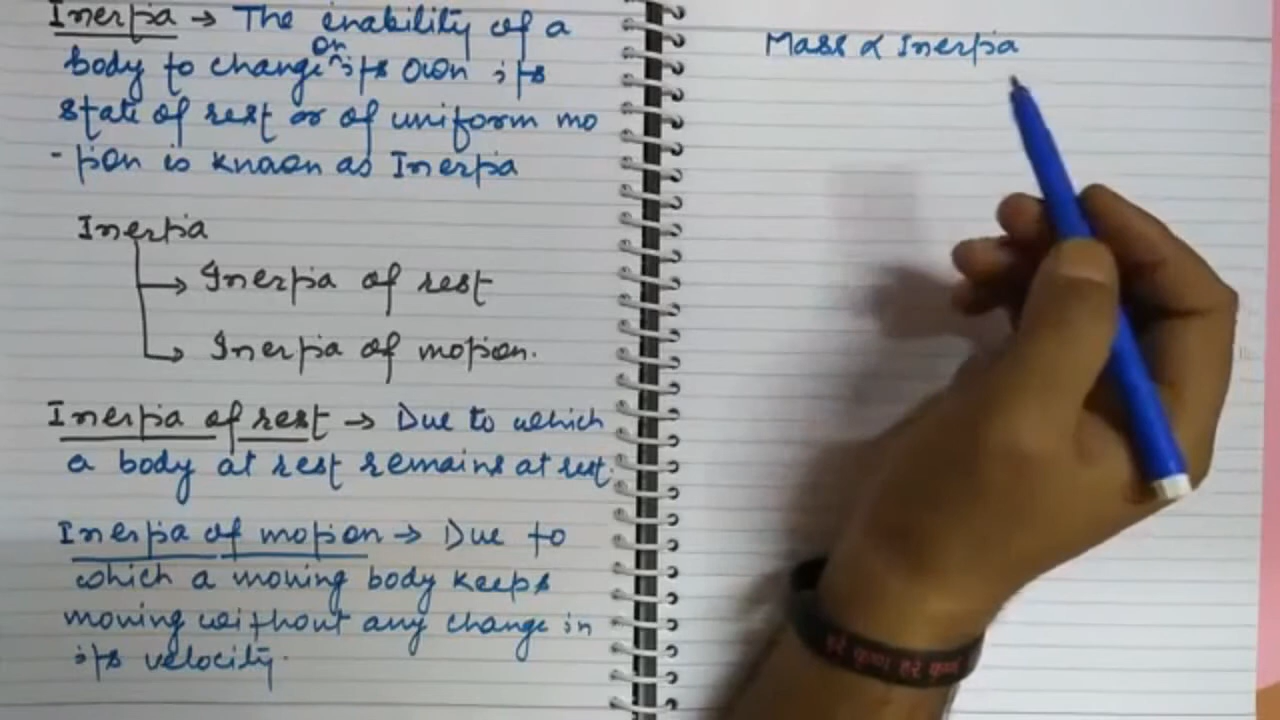 Inertia → The inability of a
body to change on its own its
state of rest or of uniform mo
-tion is known as Inertia
Inertia
→ Inertia of rest
→ Inertia of motion.
Inertia of rest → Due to which
a body at rest remains at rest.
Inertia of motion → Due to
which a moving body keeps
moving without any change in
its velocity.
Mass ∝ Inertia